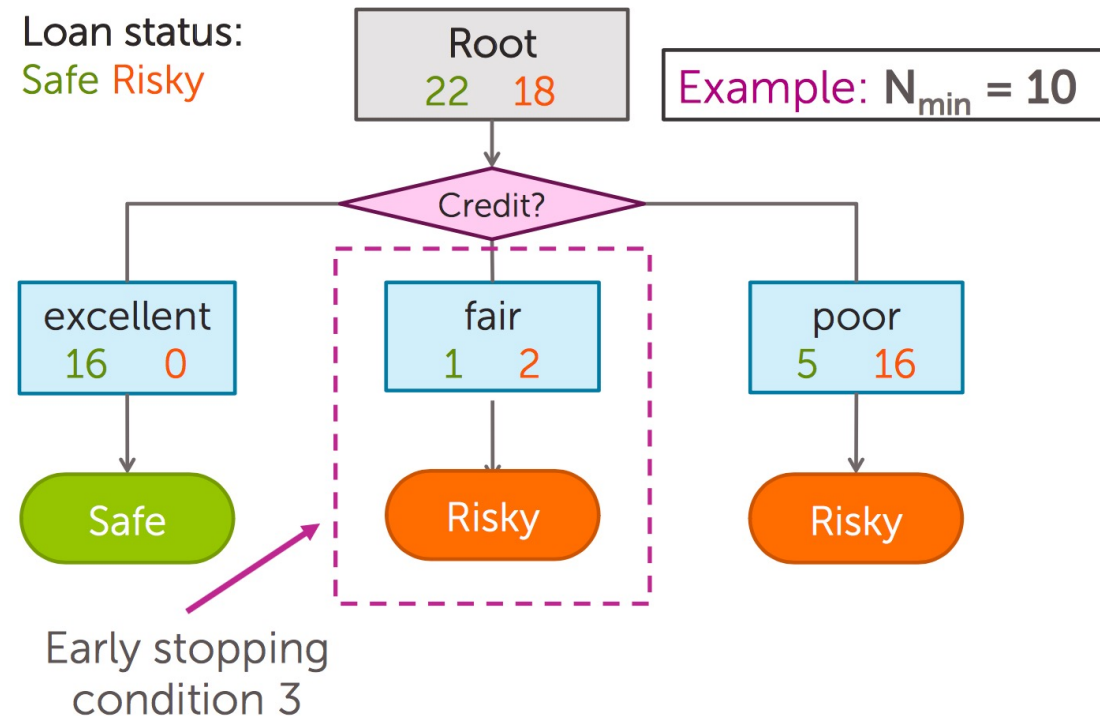 Loan status:
Safe Risky
Root
22 18
Example: Nmin = 10
Credit?
excellent
16 0
fair
1 2
poor
5 16
Safe
Risky
Risky
Early stopping
condition 3